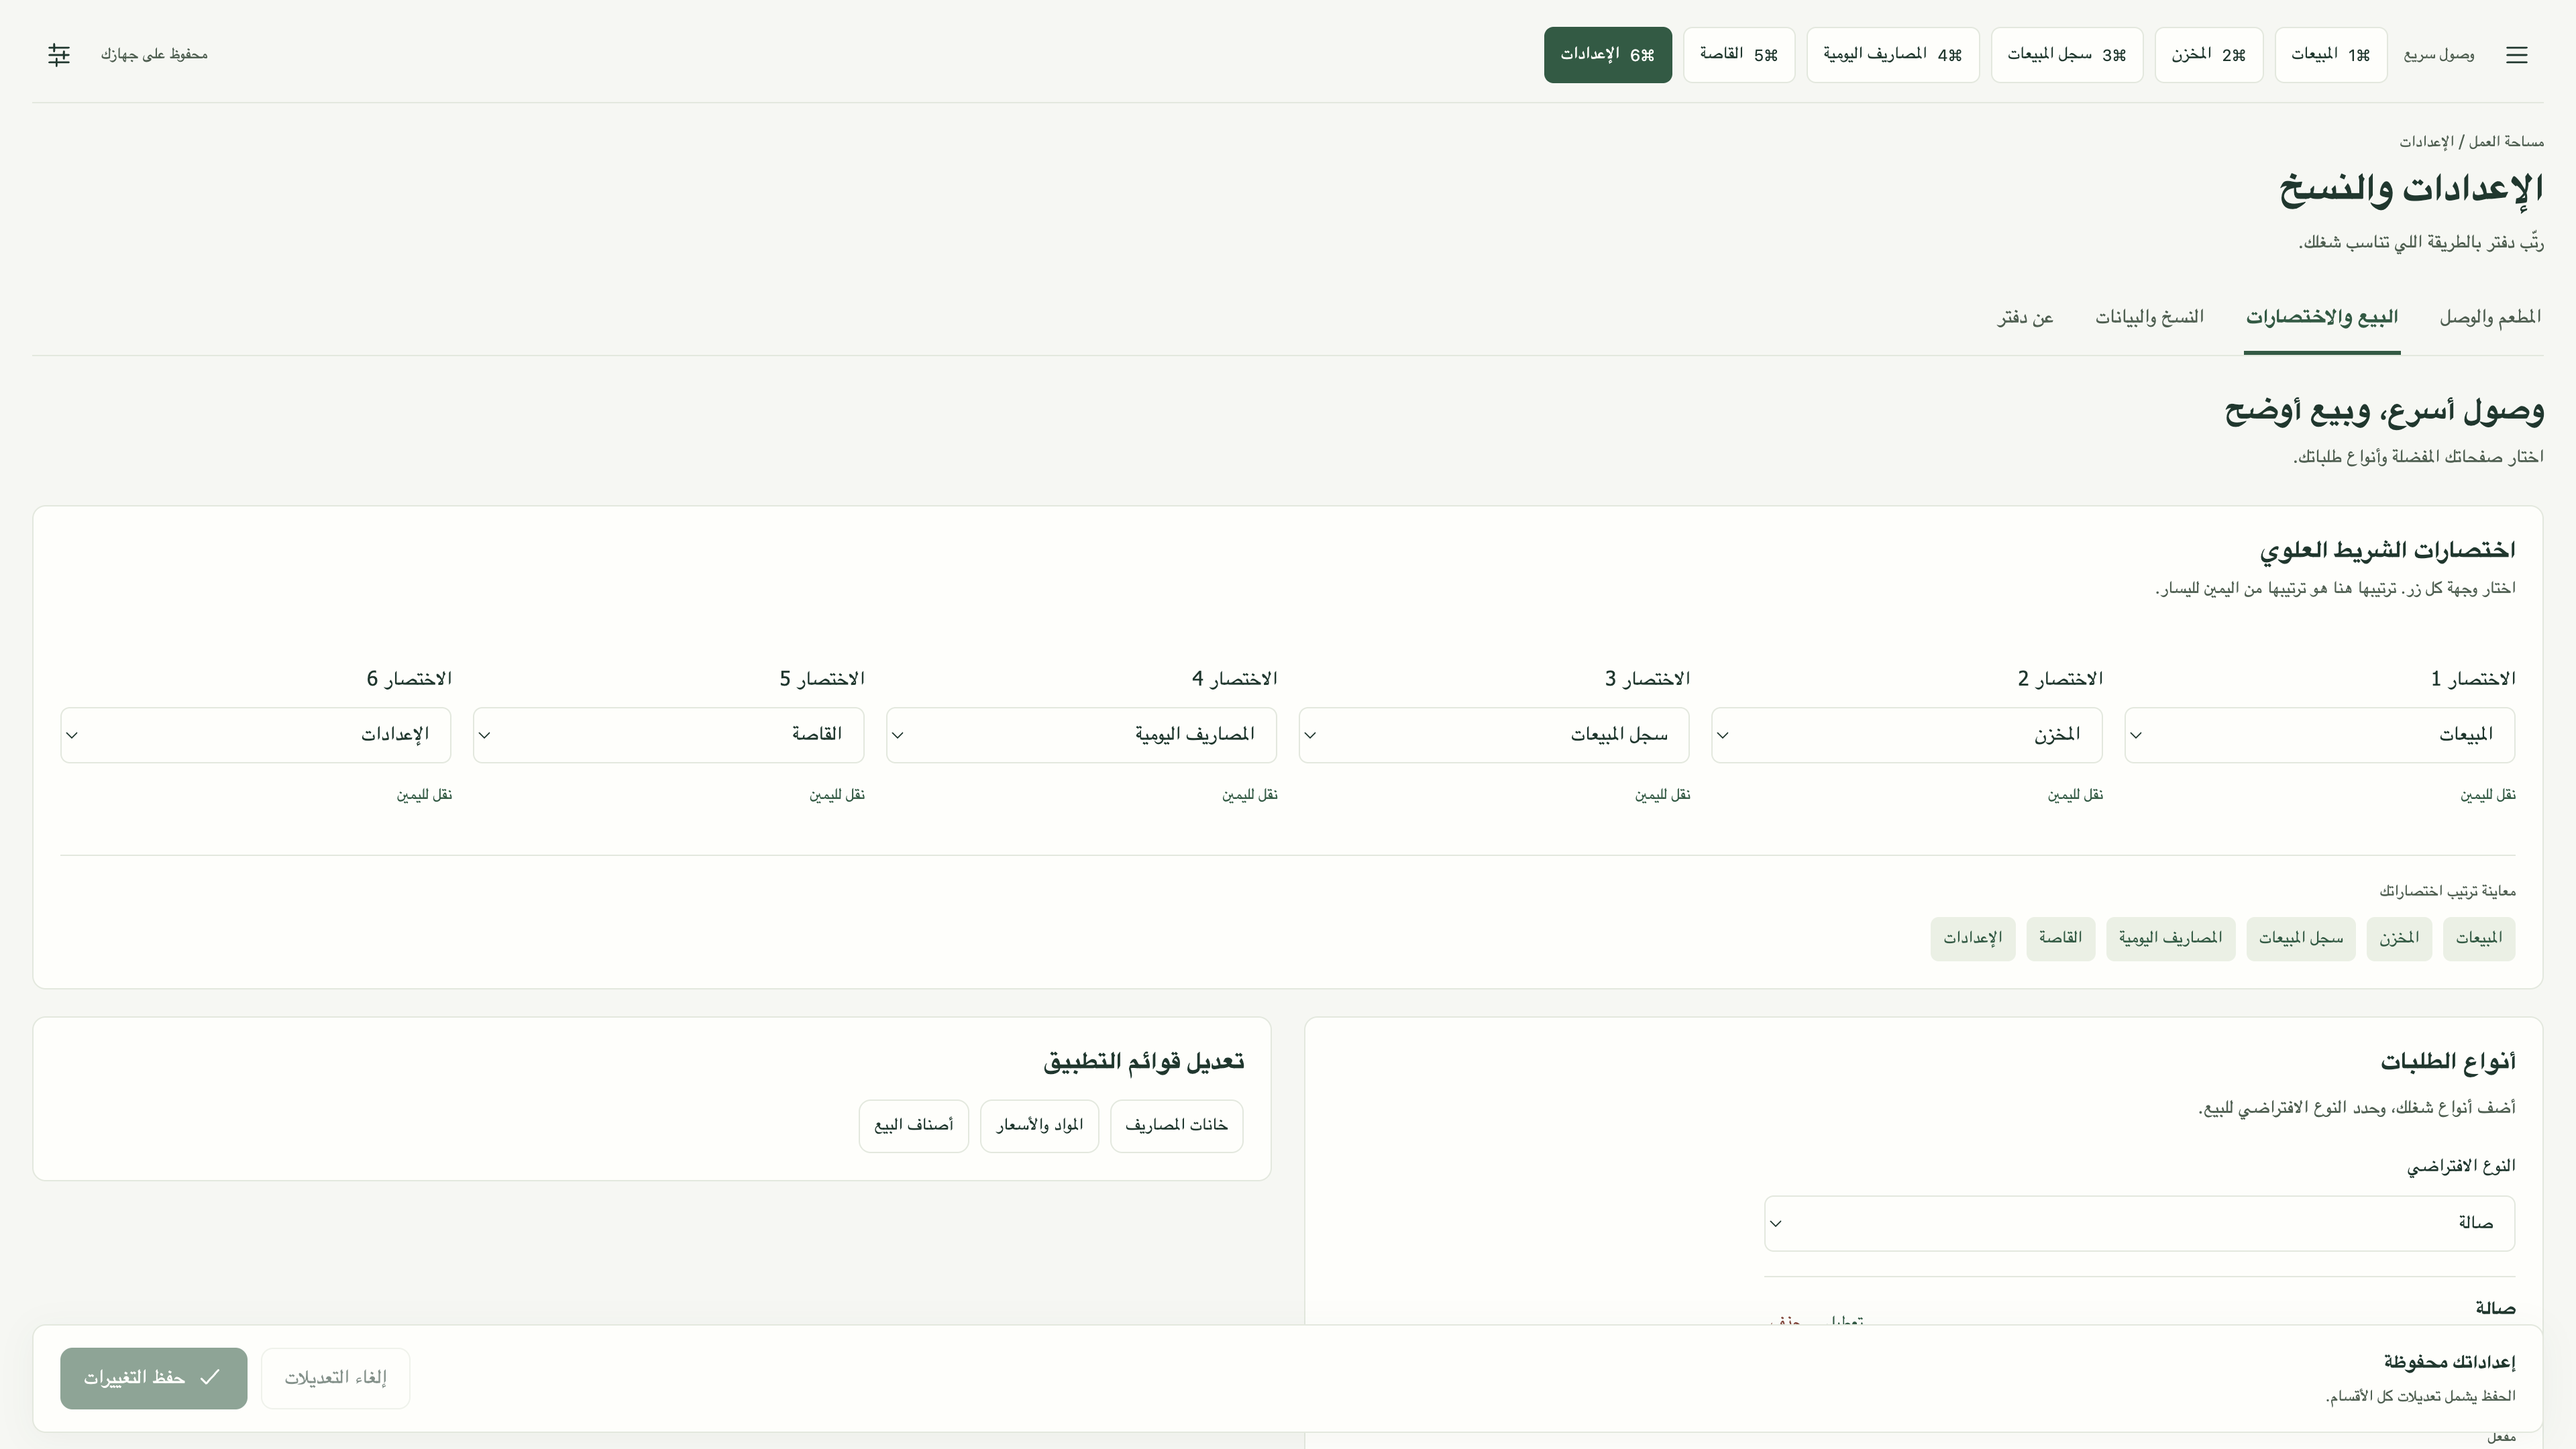 وصول سريع
⌘1 المبيعات
⌘2 المخزن
⌘3 سجل المبيعات
⌘4 المصاريف اليومية
⌘5 القاصة
⌘6 الإعدادات
محفوظ على جهازك
مساحة العمل / الإعدادات
الإعدادات والنسخ
رتّب دفتر بالطريقة اللي تناسب شغلك.
المطعم والوصل
البيع والاختصارات
النسخ والبيانات
عن دفتر
وصول أسرع، وبيع أوضح
اختار صفحاتك المفضلة وأنواع طلباتك.
اختصارات الشريط العلوي
اختار وجهة كل زر. ترتيبها هنا هو ترتيبها من اليمين لليسار.
الاختصار 1
المبيعات
نقل لليمين
الاختصار 2
المخزن
نقل لليمين
الاختصار 3
سجل المبيعات
نقل لليمين
الاختصار 4
المصاريف اليومية
نقل لليمين
الاختصار 5
القاصة
نقل لليمين
الاختصار 6
الإعدادات
نقل لليمين
معاينة ترتيب اختصاراتك
المبيعات
المخزن
سجل المبيعات
المصاريف اليومية
القاصة
الإعدادات
أنواع الطلبات
أضف أنواع شغلك، وحدد النوع الافتراضي للبيع.
النوع الافتراضي
صالة
صالة
تعديل قوائم التطبيق
خانات المصاريف
المواد والأسعار
أصناف البيع
إعداداتك محفوظة
الحفظ يشمل تعديلات كل الأقسام.
إلغاء التعديلات
حفظ التغييرات
مفعل